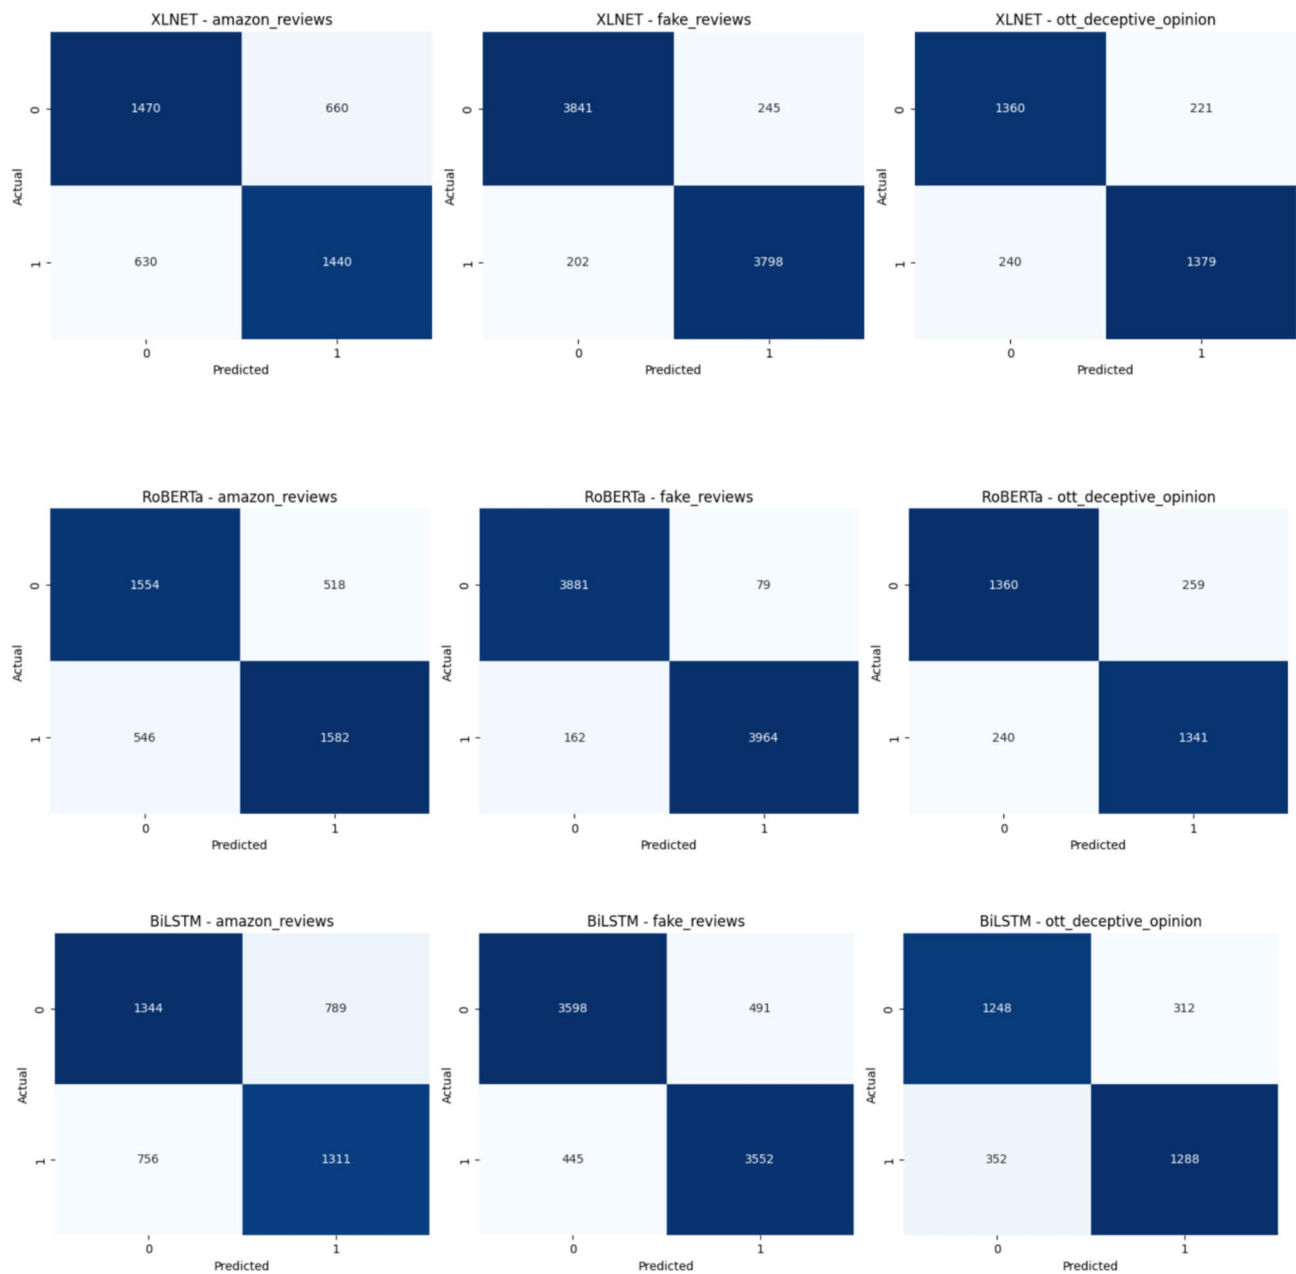 XLNET - amazon_reviews
0
1470
660
Actual
1
630
1440
0
1
Predicted
XLNET - fake_reviews
0
3841
245
Actual
1
202
3798
0
1
Predicted
XLNET - ott_deceptive_opinion
0
1360
221
Actual
1
240
1379
0
1
Predicted
RoBERTa - amazon_reviews
0
1554
518
Actual
1
546
1582
0
1
Predicted
RoBERTa - fake_reviews
0
3881
79
Actual
1
162
3964
0
1
Predicted
RoBERTa - ott_deceptive_opinion
0
1360
259
Actual
1
240
1341
0
1
Predicted
BiLSTM - amazon_reviews
0
1344
789
Actual
1
756
1311
0
1
Predicted
BiLSTM - fake_reviews
0
3598
491
Actual
1
445
3552
0
1
Predicted
BiLSTM - ott_deceptive_opinion
0
1248
312
Actual
1
352
1288
0
1
Predicted